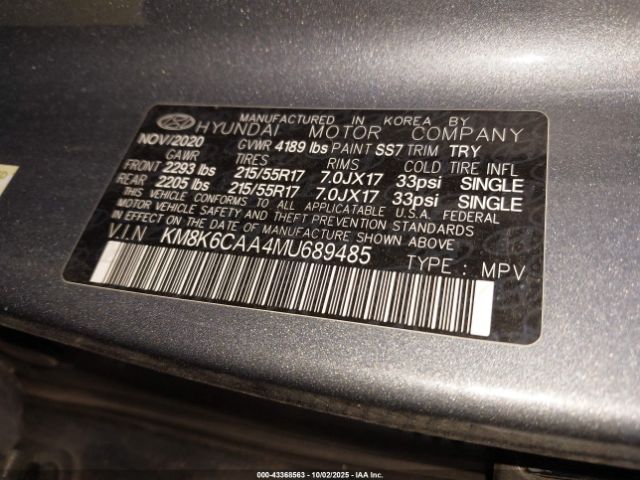 MANUFACTURED IN KOREA BY
HYUNDAI MOTOR COMPANY
NOV/2020 GVWR 4189 lbs PAINT SS7 TRIM TRY
GAWR TIRES RIMS COLD TIRE INFL
FRONT 2293 lbs 215/55R17 7.0JX17 33psi SINGLE
REAR 2205 lbs 215/55R17 7.0JX17 33psi SINGLE
THIS VEHICLE CONFORMS TO ALL APPLICABLE U.S.A. FEDERAL
MOTOR VEHICLE SAFETY, BUMPER, AND THEFT PREVENTION STANDARDS
IN EFFECT ON THE DATE OF MANUFACTURE SHOWN ABOVE.
V.I.N KM8K6CAA4MU689485
TYPE : MPV
000-43368563 - 10/02/2025 - IAA Inc.